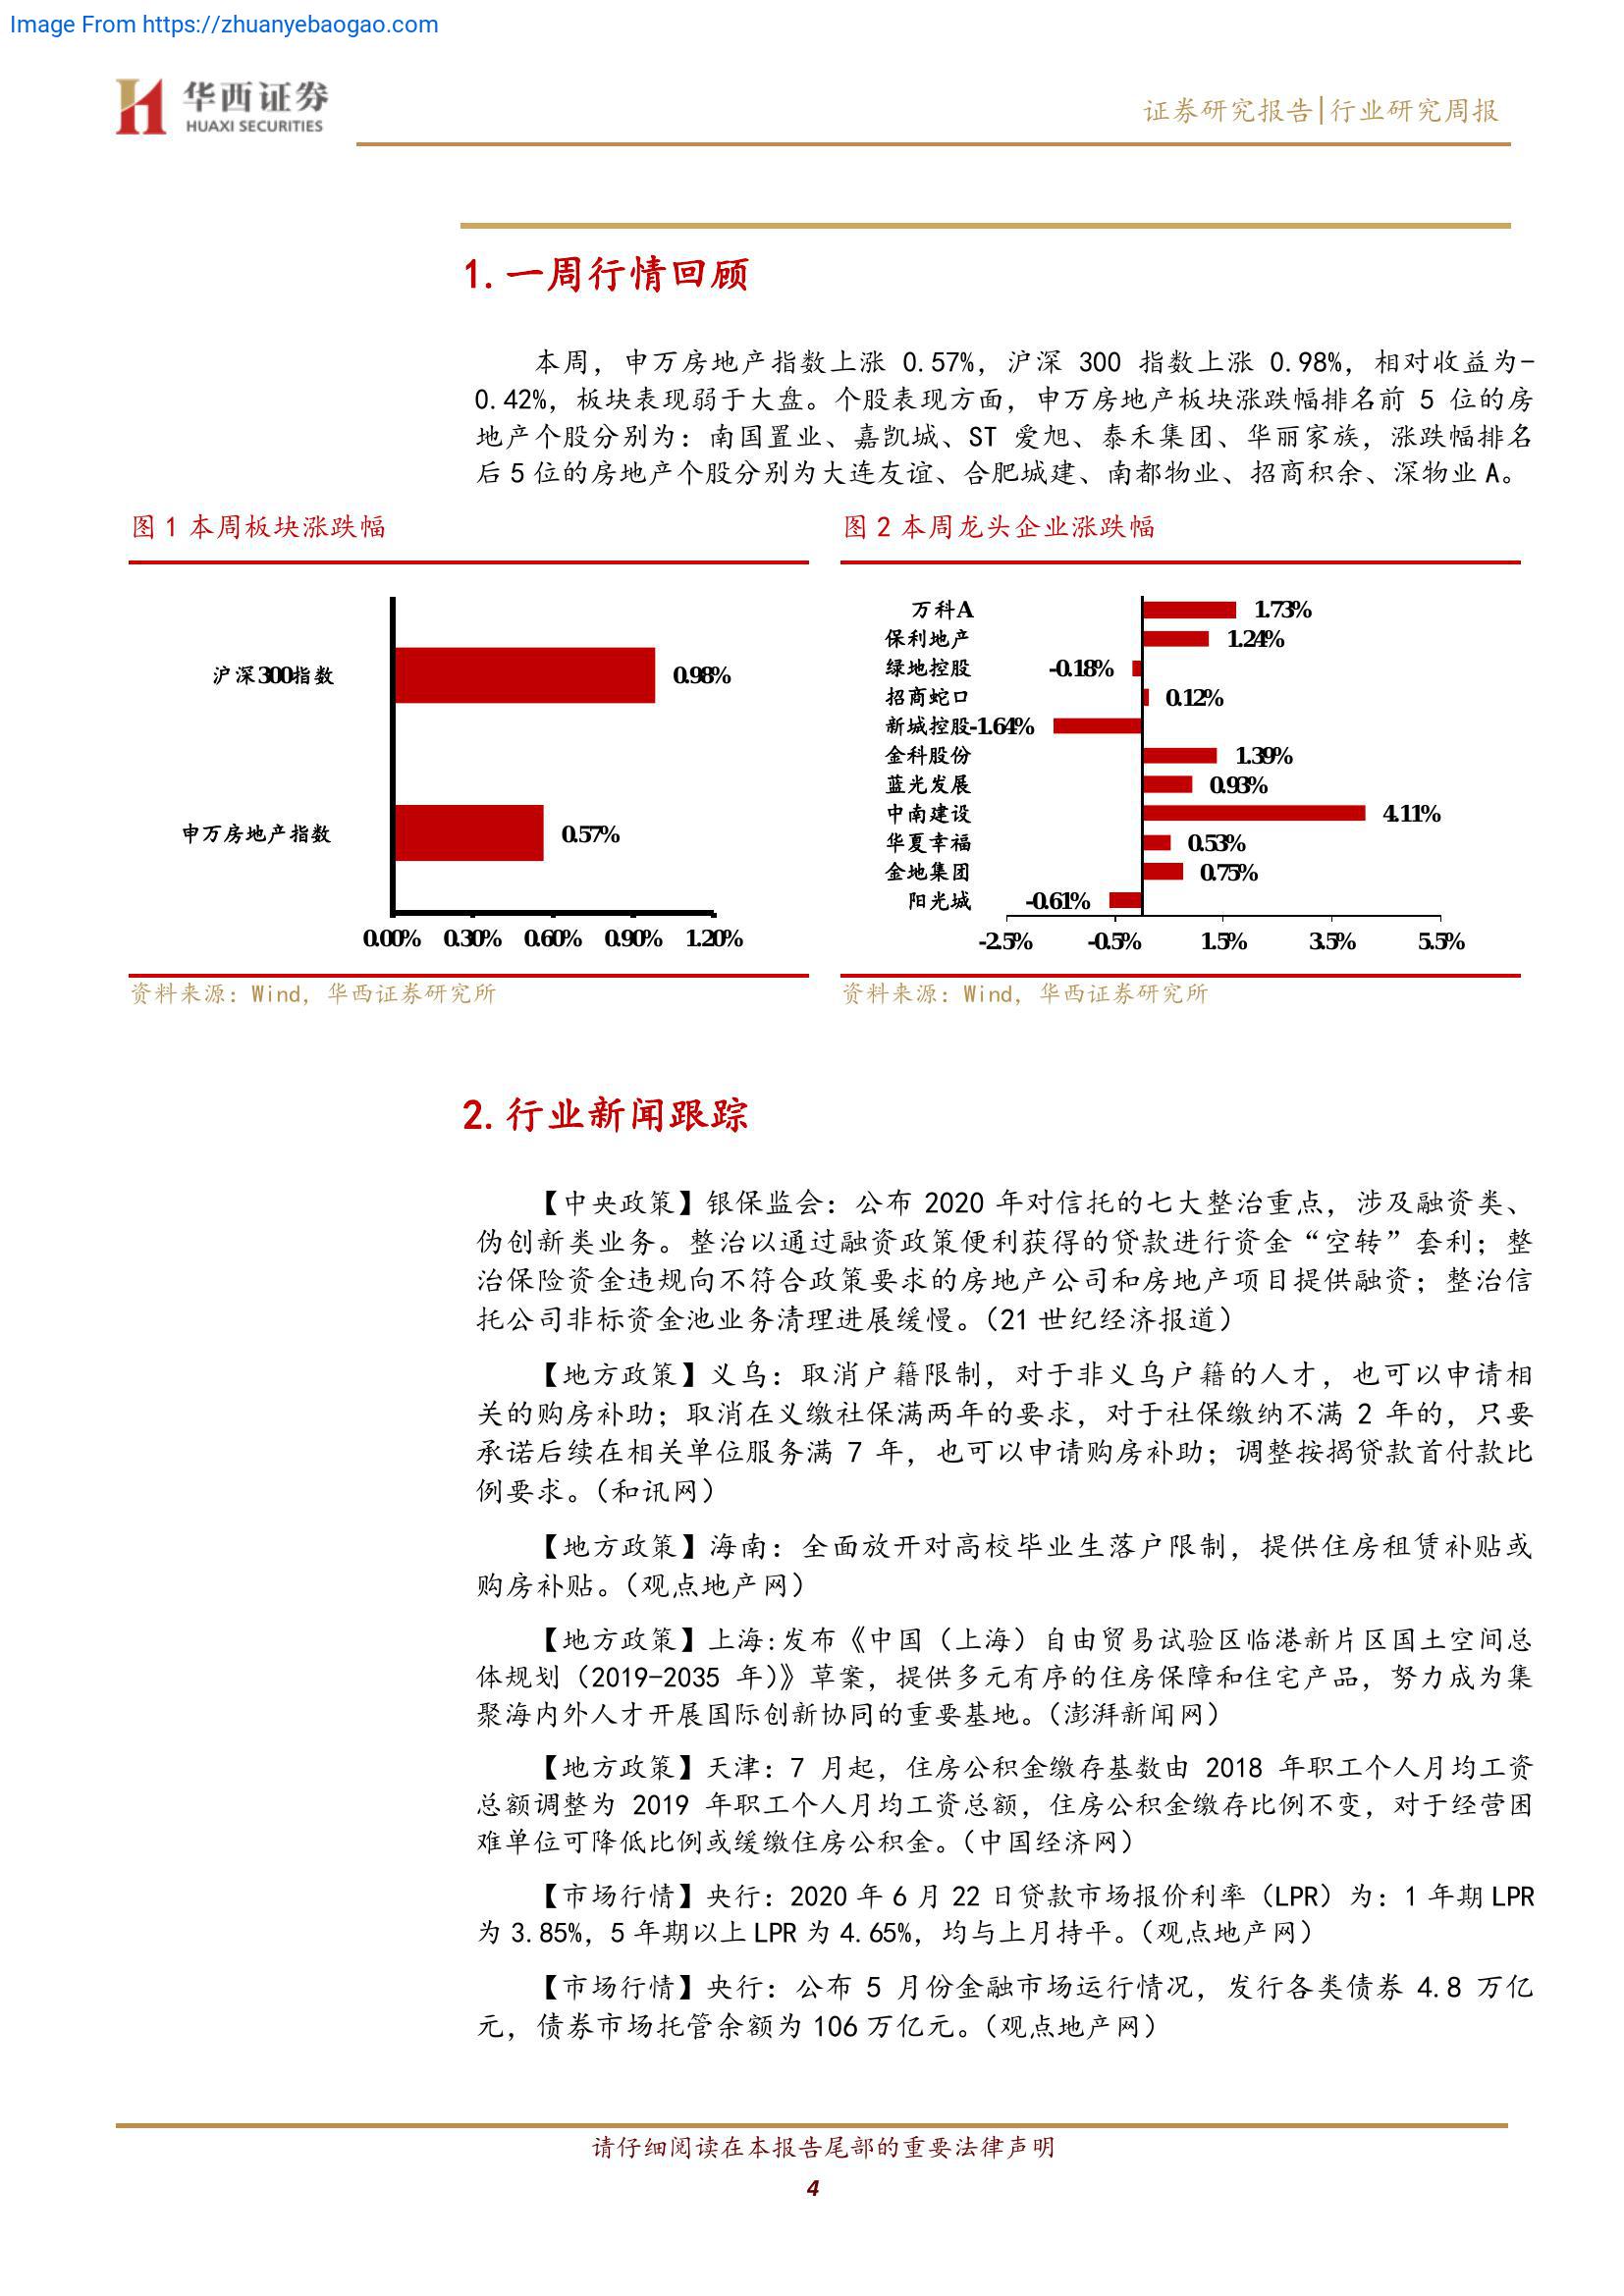 Image From https://zhuanyebaogao.com
华西证券
HUAXI SECURITIES
证券研究报告|行业研究周报
1. 一周行情回顾
本周，申万房地产指数上涨 0.57%，沪深 300 指数上涨 0.98%，相对收益为-
0.42%，板块表现弱于大盘。个股表现方面，申万房地产板块涨跌幅排名前 5 位的房
地产个股分别为：南国置业、嘉凯城、ST 爱旭、泰禾集团、华丽家族，涨跌幅排名
后 5 位的房地产个股分别为大连友谊、合肥城建、南都物业、招商积余、深物业 A。
图 1 本周板块涨跌幅
沪深300指数 0.98%
申万房地产指数 0.57%
0.00% 0.30% 0.60% 0.90% 1.20%
资料来源：Wind，华西证券研究所
图 2 本周龙头企业涨跌幅
万科A 1.73%
保利地产 1.24%
绿地控股 -0.18%
招商蛇口 0.12%
新城控股 -1.64%
金科股份 1.39%
蓝光发展 0.93%
中南建设 4.11%
华夏幸福 0.53%
金地集团 0.75%
阳光城 -0.61%
-2.5% -0.5% 1.5% 3.5% 5.5%
资料来源：Wind，华西证券研究所
2. 行业新闻跟踪
【中央政策】银保监会：公布 2020 年对信托的七大整治重点，涉及融资类、
伪创新类业务。整治以通过融资政策便利获得的贷款进行资金“空转”套利；整
治保险资金违规向不符合政策要求的房地产公司和房地产项目提供融资；整治信
托公司非标资金池业务清理进展缓慢。（21 世纪经济报道）
【地方政策】义乌：取消户籍限制，对于非义乌户籍的人才，也可以申请相
关的购房补助；取消在义缴社保满两年的要求，对于社保缴纳不满 2 年的，只要
承诺后续在相关单位服务满 7 年，也可以申请购房补助；调整按揭贷款首付款比
例要求。（和讯网）
【地方政策】海南：全面放开对高校毕业生落户限制，提供住房租赁补贴或
购房补贴。（观点地产网）
【地方政策】上海:发布《中国（上海）自由贸易试验区临港新片区国土空间总
体规划（2019-2035 年）》草案，提供多元有序的住房保障和住宅产品，努力成为集
聚海内外人才开展国际创新协同的重要基地。（澎湃新闻网）
【地方政策】天津：7 月起，住房公积金缴存基数由 2018 年职工个人月均工资
总额调整为 2019 年职工个人月均工资总额，住房公积金缴存比例不变，对于经营困
难单位可降低比例或缓缴住房公积金。（中国经济网）
【市场行情】央行：2020 年 6 月 22 日贷款市场报价利率（LPR）为：1 年期 LPR
为 3.85%，5 年期以上 LPR 为 4.65%，均与上月持平。（观点地产网）
【市场行情】央行：公布 5 月份金融市场运行情况，发行各类债券 4.8 万亿
元，债券市场托管余额为 106 万亿元。（观点地产网）
请仔细阅读在本报告尾部的重要法律声明
4